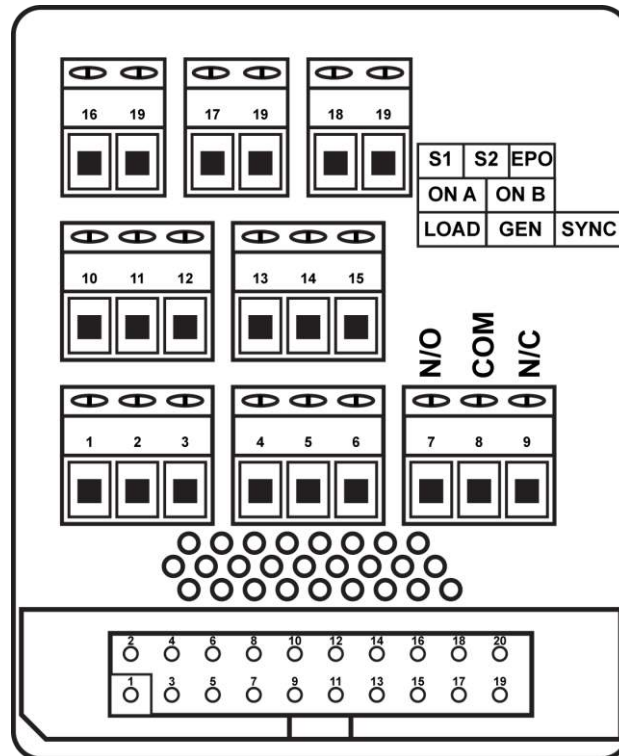 16 19 17 19 18 19
S1 S2 EPO
ON A ON B
LOAD GEN SYNC
10 11 12 13 14 15
N/O COM N/C
1 2 3 4 5 6 7 8 9
2 4 6 8 10 12 14 16 18 20
1 3 5 7 9 11 13 15 17 19